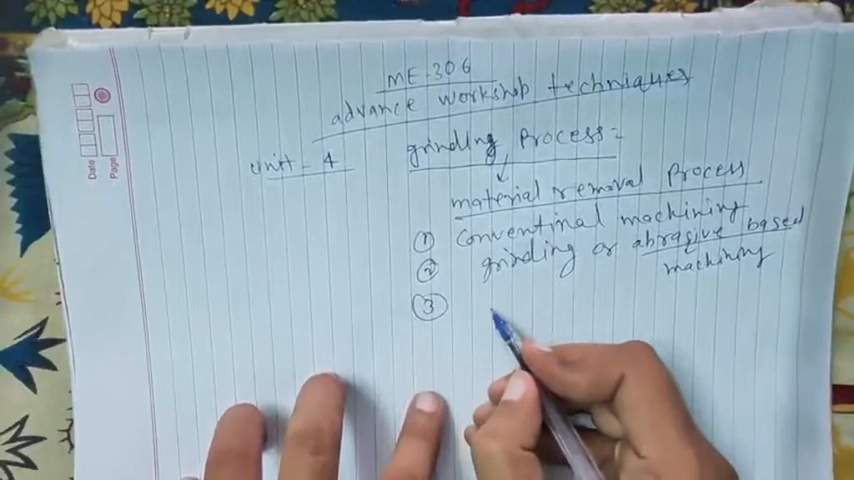 ME-306
advance workshop techniques
unit - 4
grinding Process:-
material removal Process
① Conventinal machining
② grinding or abrasive based
machining
③
Date
Page